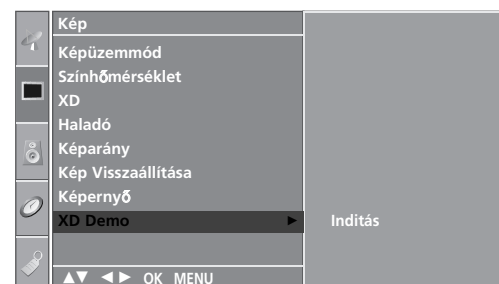 Kép
Képüzemmód
Színhőmérséklet
XD
Haladó
Képarány
Kép Visszaállítása
Képernyő
XD Demo ► Inditás
▲▼ ◄► OK MENU